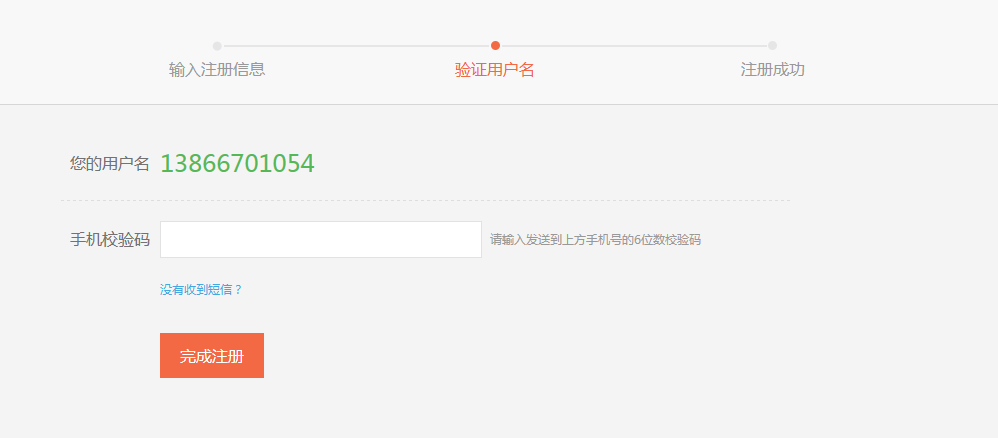 输入注册信息
验证用户名
注册成功
您的用户名 13866701054
手机校验码 请输入发送到上方手机号的6位数校验码
没有收到短信？
完成注册